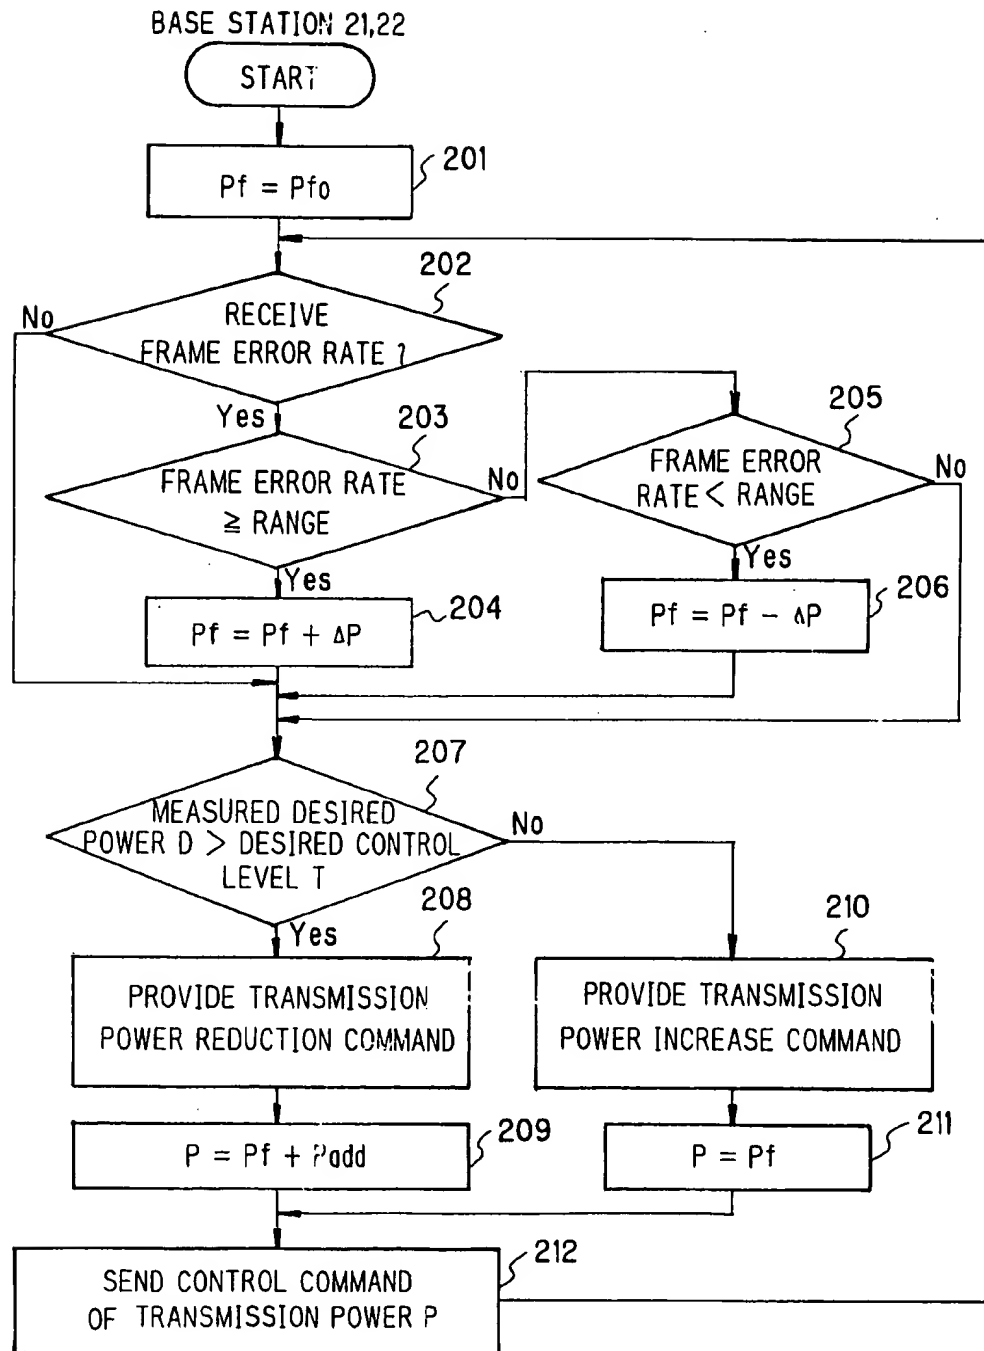 BASE STATION 21,22
START
201
Pf = Pfo
202
No
RECEIVE
FRAME ERROR RATE ?
Yes
203
205
FRAME ERROR RATE
≧ RANGE
No
FRAME ERROR
RATE < RANGE
No
Yes
204
Pf = Pf + ΔP
Yes
206
Pf = Pf − ΔP
207
MEASURED DESIRED
POWER D > DESIRED CONTROL
LEVEL T
No
Yes
208
210
PROVIDE TRANSMISSION
POWER REDUCTION COMMAND
PROVIDE TRANSMISSION
POWER INCREASE COMMAND
209
P = Pf + Padd
211
P = Pf
212
SEND CONTROL COMMAND
OF TRANSMISSION POWER P